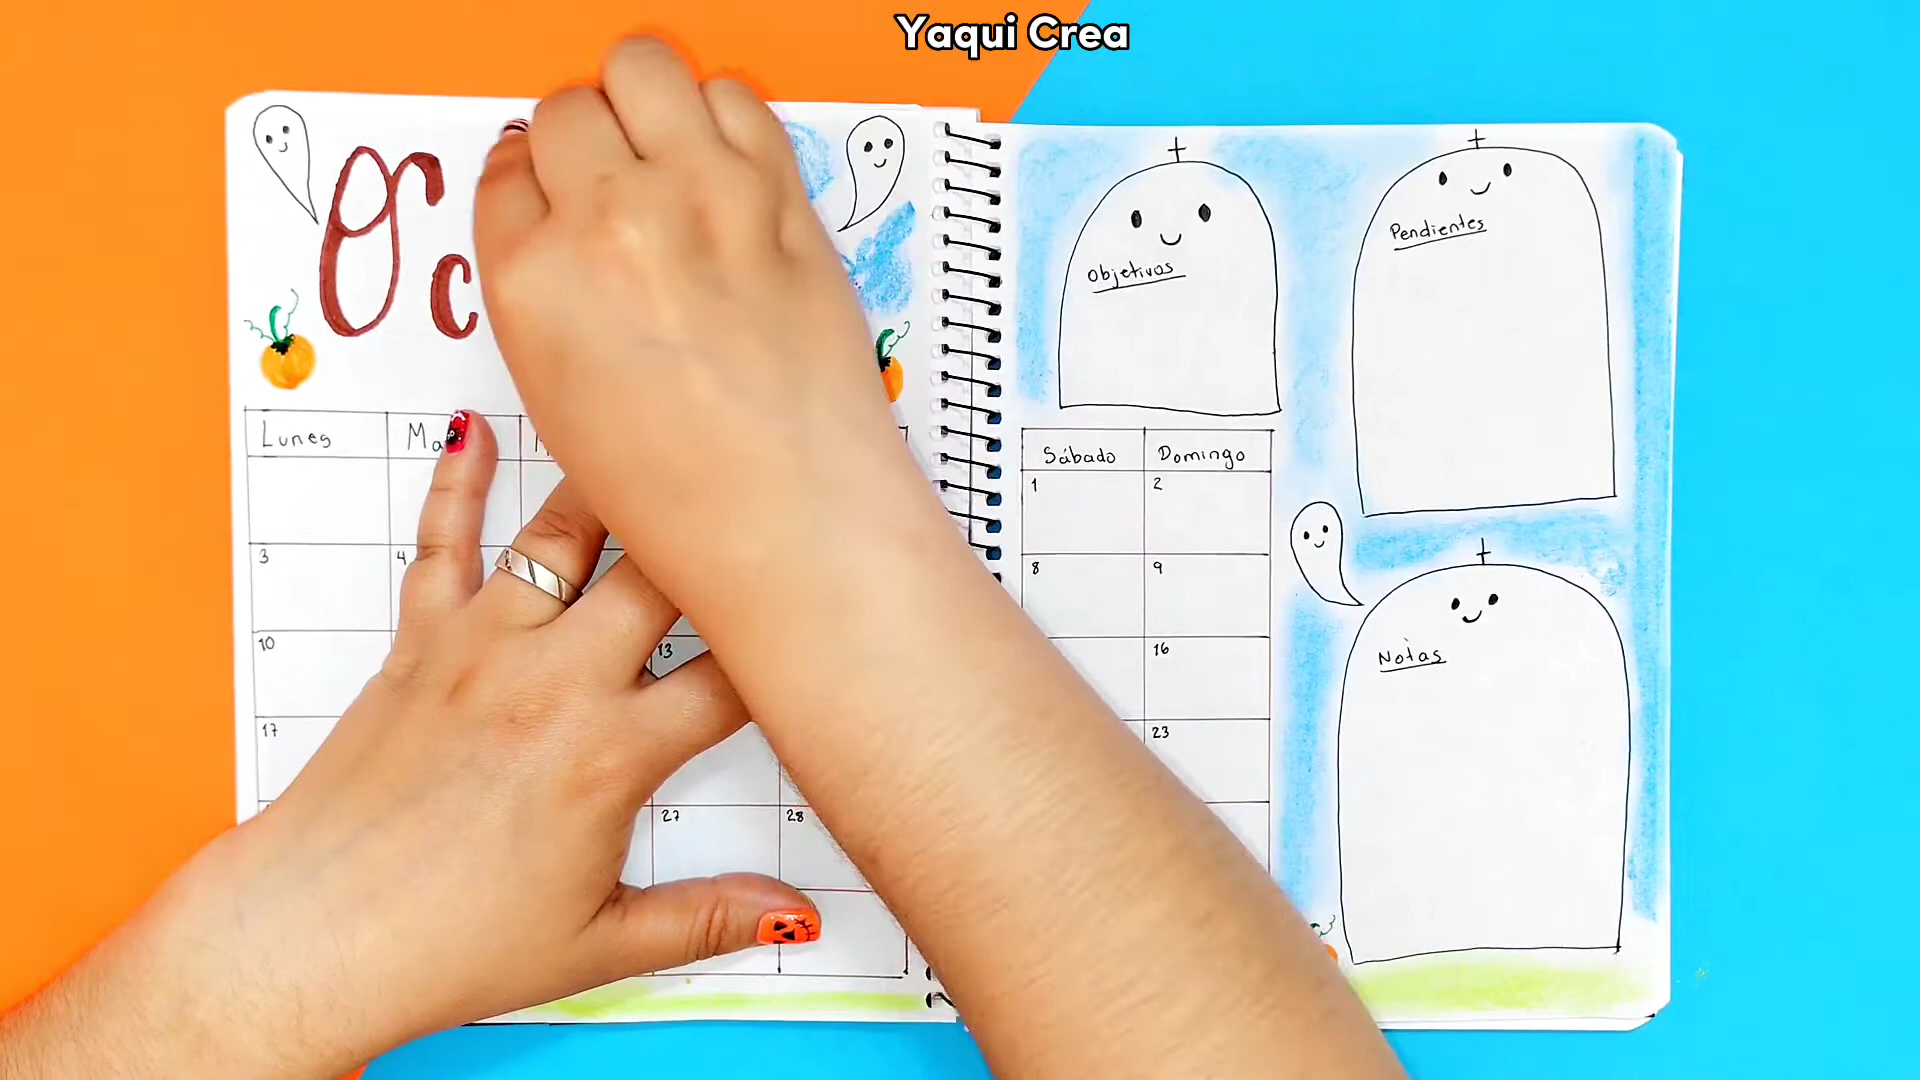 Yaqui Crea
Oc
Lunes Ma
3 4
10 13
17
27 28
Objetivos
Pendientes
Sábado Domingo
1 2
8 9
16
23
Notas